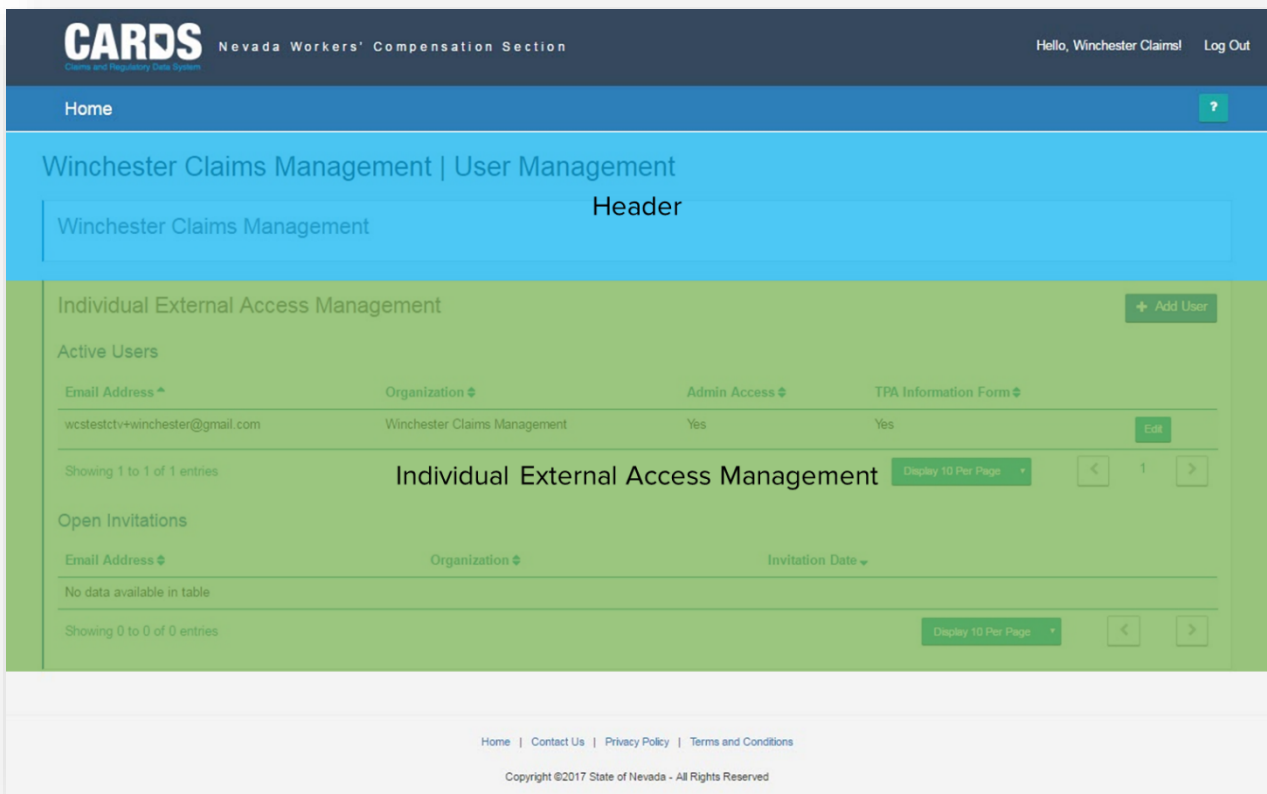 CARDS Nevada Workers' Compensation Section Hello, Winchester Claims! Log Out
Claims and Regulatory Data System
Home ?
Winchester Claims Management | User Management
Header
Winchester Claims Management
Individual External Access Management + Add User
Active Users
Email Address Organization Admin Access TPA Information Form
wcstestctv+winchester@gmail.com Winchester Claims Management Yes Yes Edit
Showing 1 to 1 of 1 entries Individual External Access Management Display 10 Per Page < 1 >
Open Invitations
Email Address Organization Invitation Date
No data available in table
Showing 0 to 0 of 0 entries Display 10 Per Page < >
Home | Contact Us | Privacy Policy | Terms and Conditions
Copyright ©2017 State of Nevada - All Rights Reserved